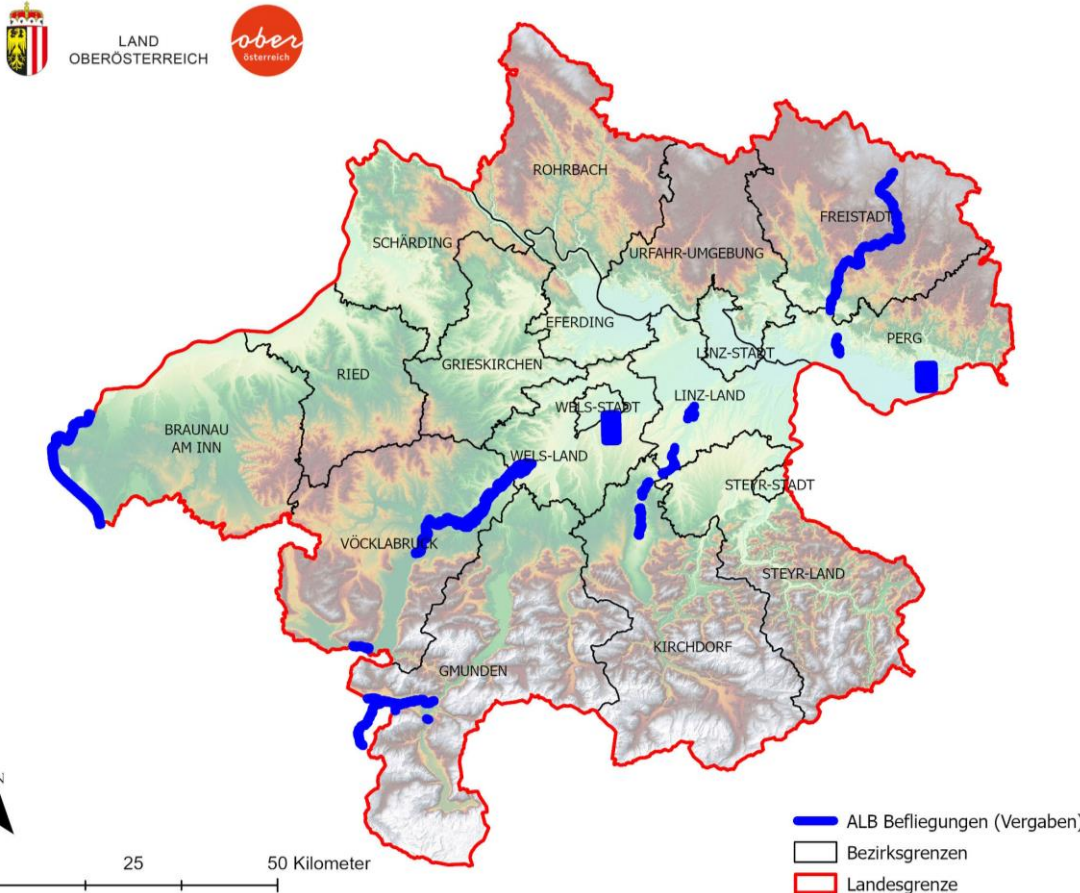 LAND
OBERÖSTERREICH
ober
österreich
ROHRBACH
FREISTADT
SCHÄRDING
URFAHR-UMGEBUNG
EFERDING
PERG
LINZ-STADT
GRIESKIRCHEN
RIED
LINZ-LAND
WELS-STADT
BRAUNAU
AM INN
WELS-LAND
STEYR-STADT
VÖCKLABRUCK
STEYR-LAND
KIRCHDORF
GMUNDEN
N
ALB Befliegungen (Vergaben)
Bezirksgrenzen
25
50 Kilometer
Landesgrenze